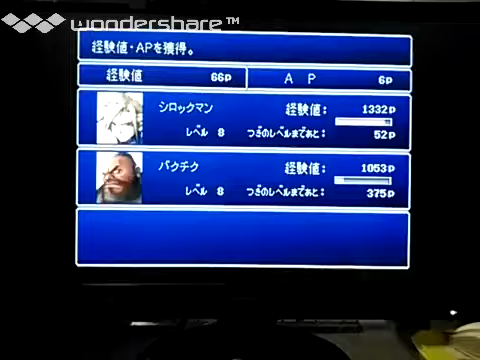 wondershare™
経験値・APを獲得。
経験値 66P AP 6P
シロックマン 経験値: 1332P
レベル 8 つぎのレベルまであと: 52P
バクチク 経験値: 1053P
レベル 8 つぎのレベルまであと: 375P